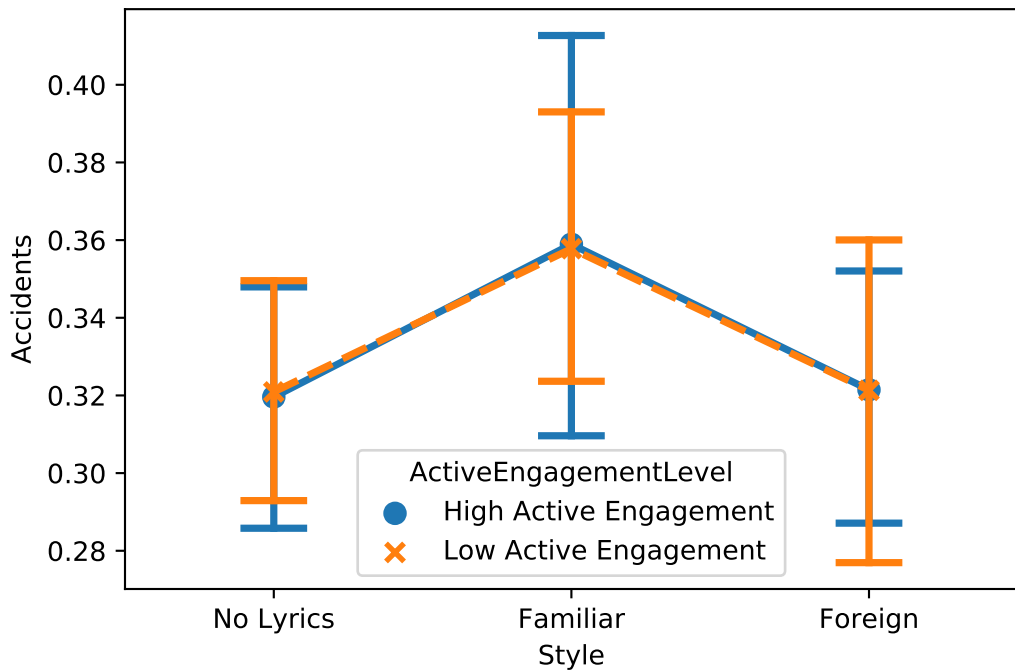 0.40
0.38
0.36
0.34
0.32
0.30
0.28
Accidents
ActiveEngagementLevel
High Active Engagement
Low Active Engagement
No Lyrics
Familiar
Foreign
Style